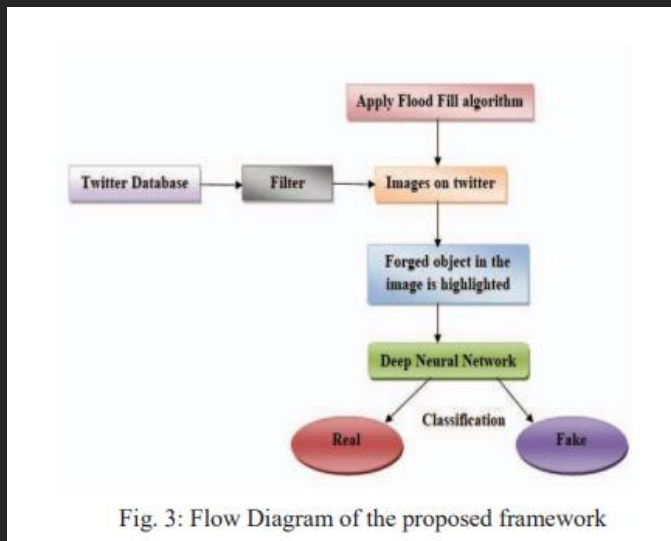 Apply Flood Fill algorithm
Twitter Database
Filter
Images on twitter
Forged object in the
image is highlighted
Deep Neural Network
Classification
Real
Fake
Fig. 3: Flow Diagram of the proposed framework